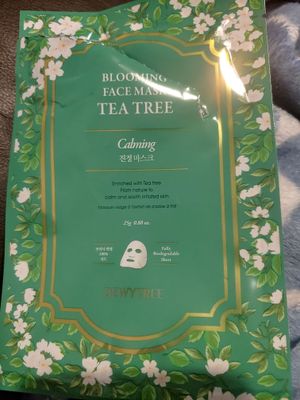 BLOOMING
FACE MASK
TEA TREE
Calming
진정 마스크
Enriched with Tea tree
From nature to
calm and sooth irritated skin.
25g 0.88 oz.
100%
Fully
Biodegradable
Sheet
DEWYTREE